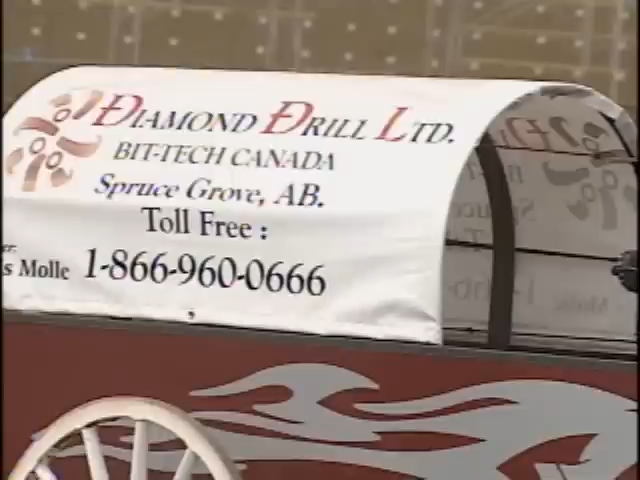 DIAMOND DRILL LTD.
BIT-TECH CANADA
Spruce Grove, AB.
Toll Free :
s Molle 1-866-960-0666